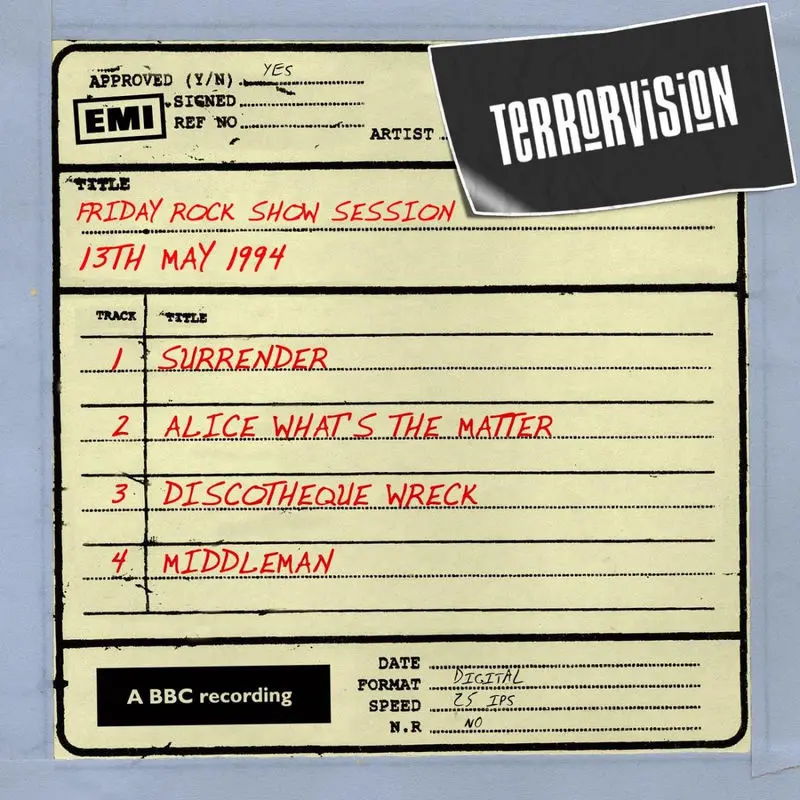 APPROVED (Y/N) YES
EMI
SIGNED
REF NO
ARTIST
TERRORVISION
TITLE
FRIDAY ROCK SHOW SESSION
13TH MAY 1994
TRACK TITLE
1 SURRENDER
2 ALICE WHAT'S THE MATTER
3 DISCOTHEQUE WRECK
4 MIDDLEMAN
A BBC recording
DATE
FORMAT DIGITAL
SPEED 25 IPS
N.R NO